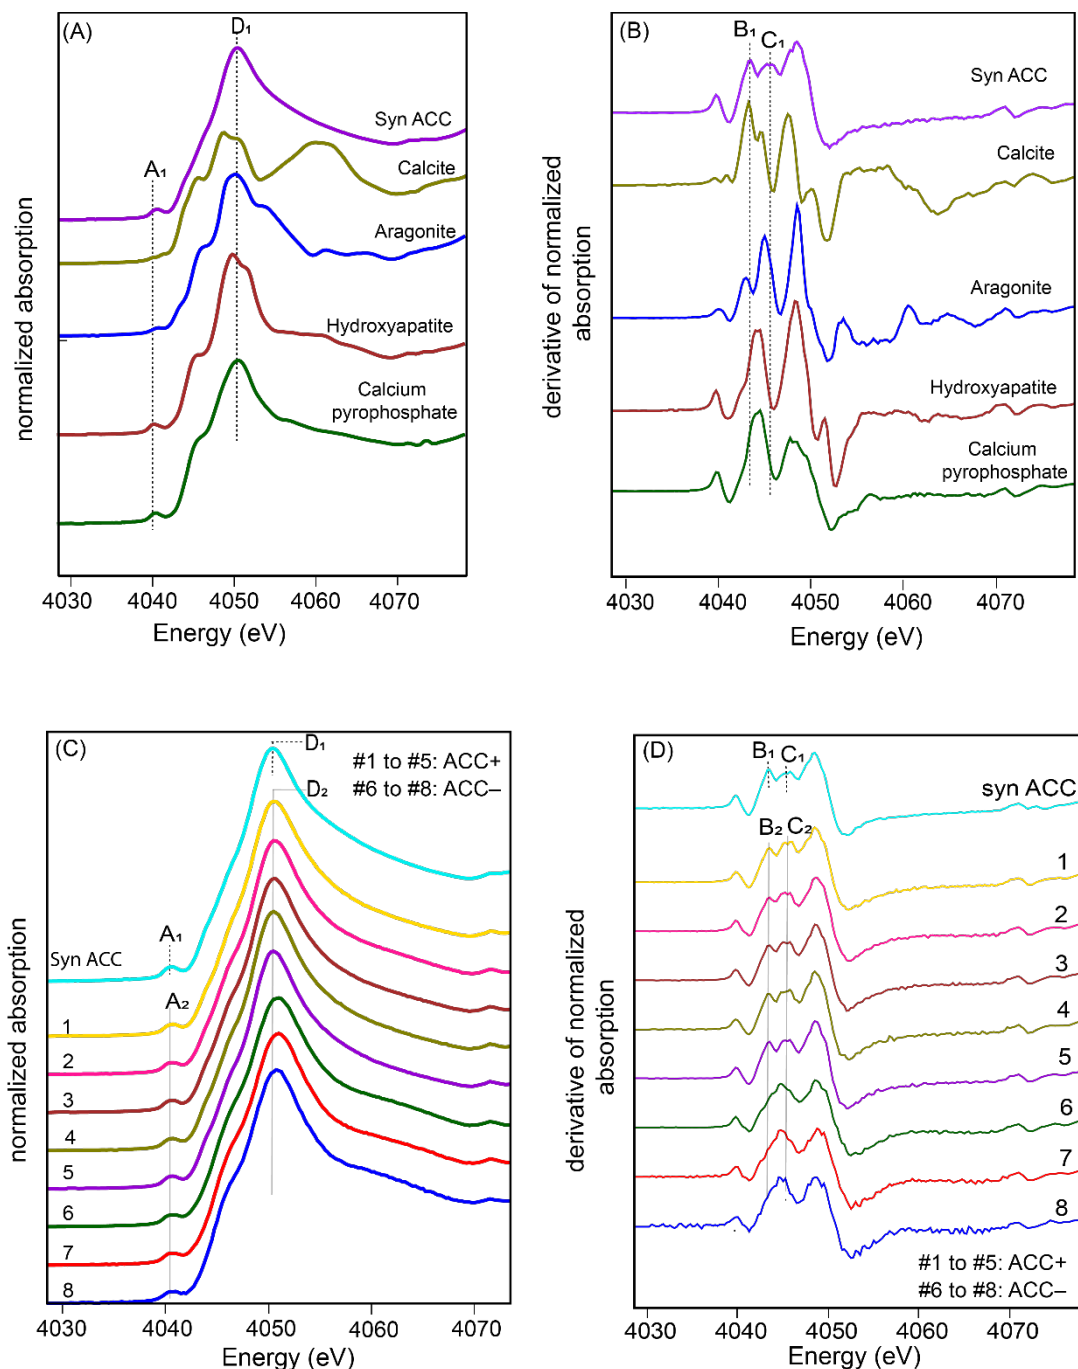 (A)
D₁
Syn ACC
A₁
Calcite
Aragonite
Hydroxyapatite
Calcium
pyrophosphate
normalized absorption
4030 4040 4050 4060 4070
Energy (eV)
(B)
B₁
C₁
Syn ACC
Calcite
Aragonite
Hydroxyapatite
Calcium
pyrophosphate
derivative of normalized
absorption
4030 4040 4050 4060 4070
Energy (eV)
(C)
D₁
#1 to #5: ACC+
D₂
#6 to #8: ACC–
A₁
Syn ACC
A₂
1
2
3
4
5
6
7
8
normalized absorption
4030 4040 4050 4060 4070
Energy (eV)
(D)
B₁ C₁
syn ACC
B₂ C₂
1
2
3
4
5
6
7
8
#1 to #5: ACC+
#6 to #8: ACC–
derivative of normalized
absorption
4030 4040 4050 4060 4070
Energy (eV)